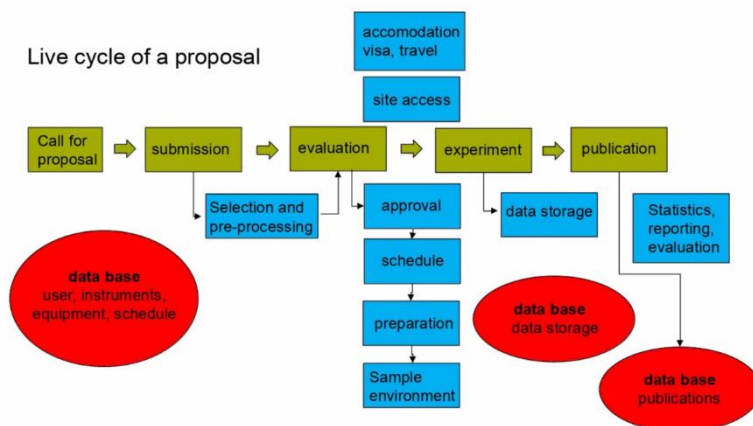 accomodation
visa, travel
Live cycle of a proposal
site access
Call for
proposal
submission
evaluation
experiment
publication
Selection and
pre-processing
approval
data storage
Statistics,
reporting,
evaluation
schedule
data base
user, instruments,
equipment, schedule
preparation
data base
data storage
Sample
environment
data base
publications